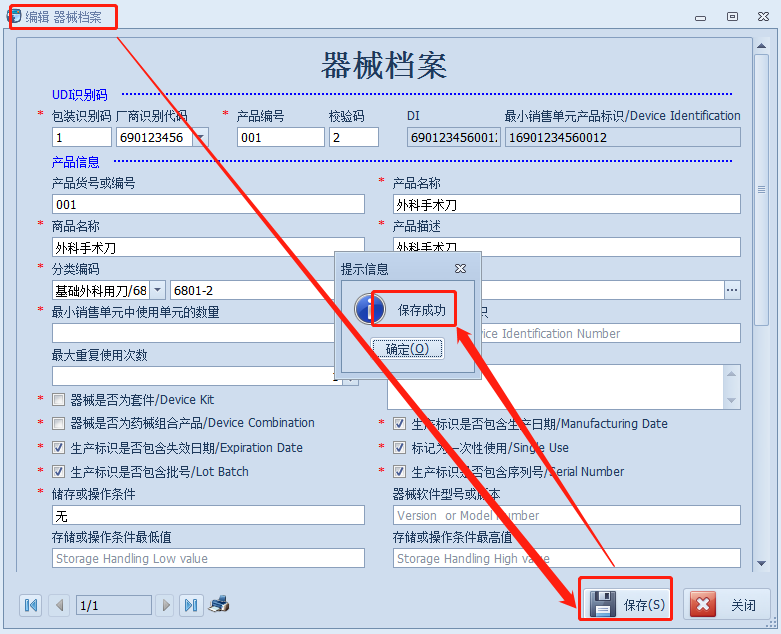 编辑 器械档案
器械档案
UDI识别码
* 包装识别码 厂商识别代码 * 产品编号 校验码 DI 最小销售单元产品标识/Device Identification
1 690123456 001 2 690123456001 16901234560012
产品信息
产品货号或编号 * 产品名称
001 外科手术刀
* 商品名称 * 产品描述
外科手术刀 外科手术刀
* 分类编码
基础外科用刀/68 6801-2 ...
* 最小销售单元中使用单元的数量
ice Identification Number
最大重复使用次数
提示信息
保存成功
确定(O)
* 器械是否为套件/Device Kit
* 器械是否为药械组合产品/Device Combination * 生产标识是否包含生产日期/Manufacturing Date
* 生产标识是否包含失效日期/Expiration Date * 标记为一次性使用/Single Use
* 生产标识是否包含批号/Lot Batch * 生产标识是否包含序列号/Serial Number
* 储存或操作条件 器械软件型号或版本
无 Version or Model Number
存储或操作条件最低值 存储或操作条件最高值
Storage Handling Low value Storage Handling High value
1/1 保存(S) 关闭